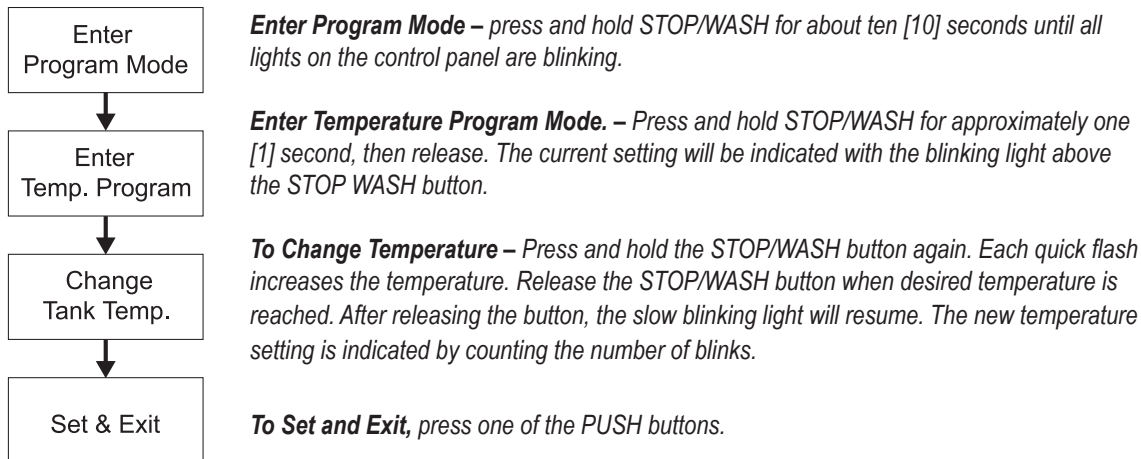 Enter
Program Mode
Enter Program Mode – press and hold STOP/WASH for about ten [10] seconds until all
lights on the control panel are blinking.
Enter
Temp. Program
Enter Temperature Program Mode. – Press and hold STOP/WASH for approximately one
[1] second, then release. The current setting will be indicated with the blinking light above
the STOP WASH button.
Change
Tank Temp.
To Change Temperature – Press and hold the STOP/WASH button again. Each quick flash
increases the temperature. Release the STOP/WASH button when desired temperature is
reached. After releasing the button, the slow blinking light will resume. The new temperature
setting is indicated by counting the number of blinks.
Set & Exit
To Set and Exit, press one of the PUSH buttons.